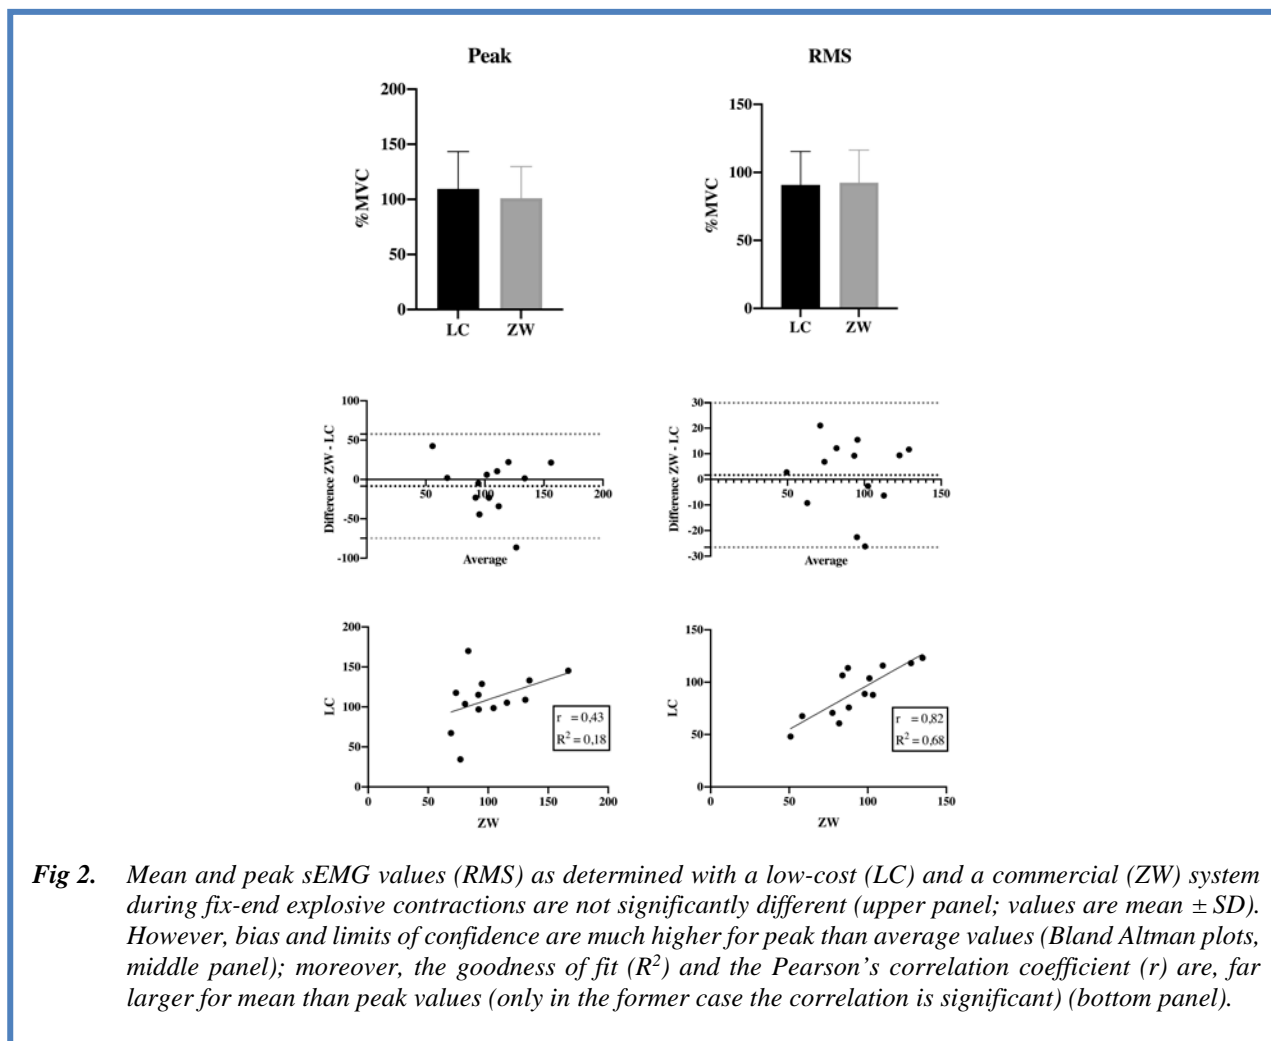 Peak
RMS
200
150
100
50
0
%MVC
LC
ZW
150
100
50
0
%MVC
LC
ZW
100
50
0
-50
-100
Difference ZW - LC
50
100
150
200
Average
30
20
10
0
-10
-20
-30
Difference ZW - LC
50
100
150
Average
200
150
100
50
0
LC
0
50
100
150
200
ZW
r = 0,43
R² = 0,18
150
100
50
0
LC
0
50
100
150
ZW
r = 0,82
R² = 0,68
Fig 2. Mean and peak sEMG values (RMS) as determined with a low-cost (LC) and a commercial (ZW) system
during fix-end explosive contractions are not significantly different (upper panel; values are mean ± SD).
However, bias and limits of confidence are much higher for peak than average values (Bland Altman plots,
middle panel); moreover, the goodness of fit (R²) and the Pearson's correlation coefficient (r) are, far
larger for mean than peak values (only in the former case the correlation is significant) (bottom panel).